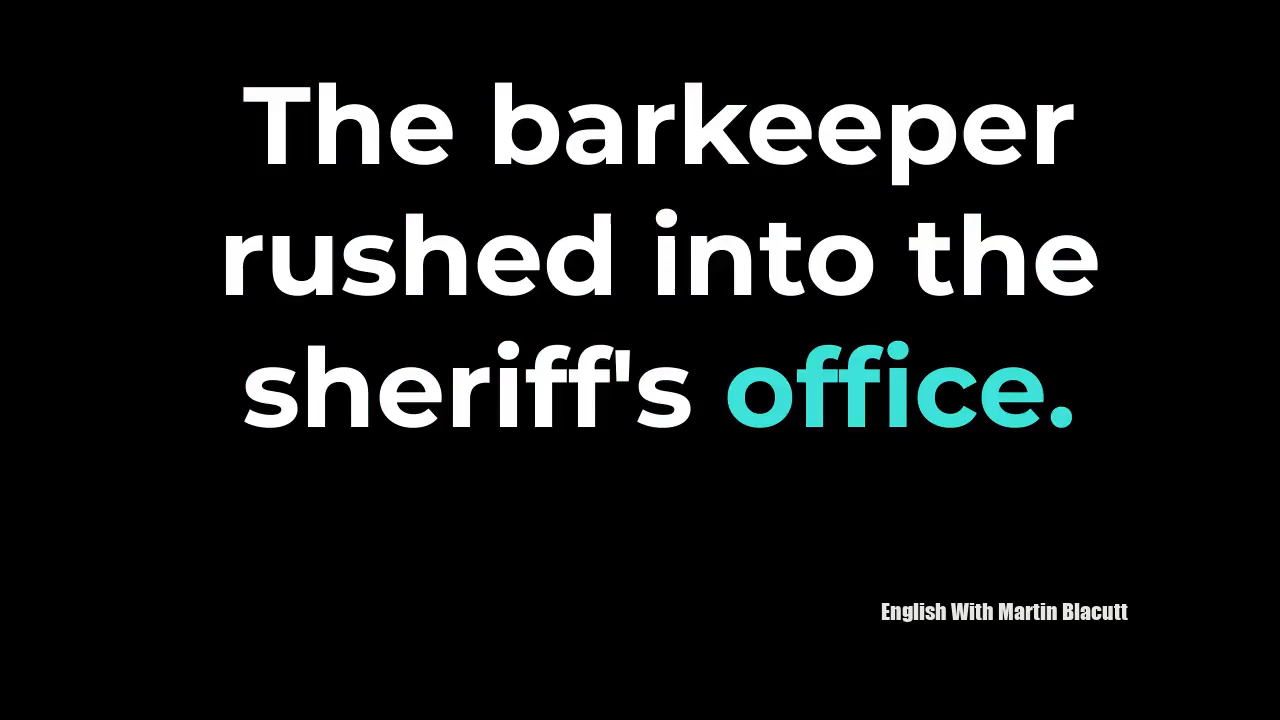 The barkeeper
rushed into the
sheriff's office.
English With Martin Blacutt